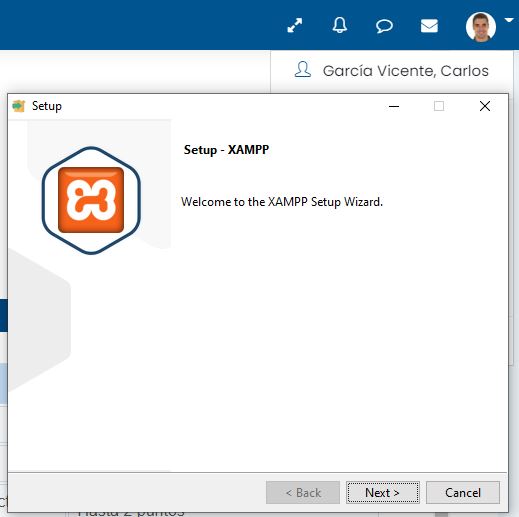 García Vicente, Carlos
Setup
Setup - XAMPP
Welcome to the XAMPP Setup Wizard.
< Back
Next >
Cancel
Hasta 2 puntos